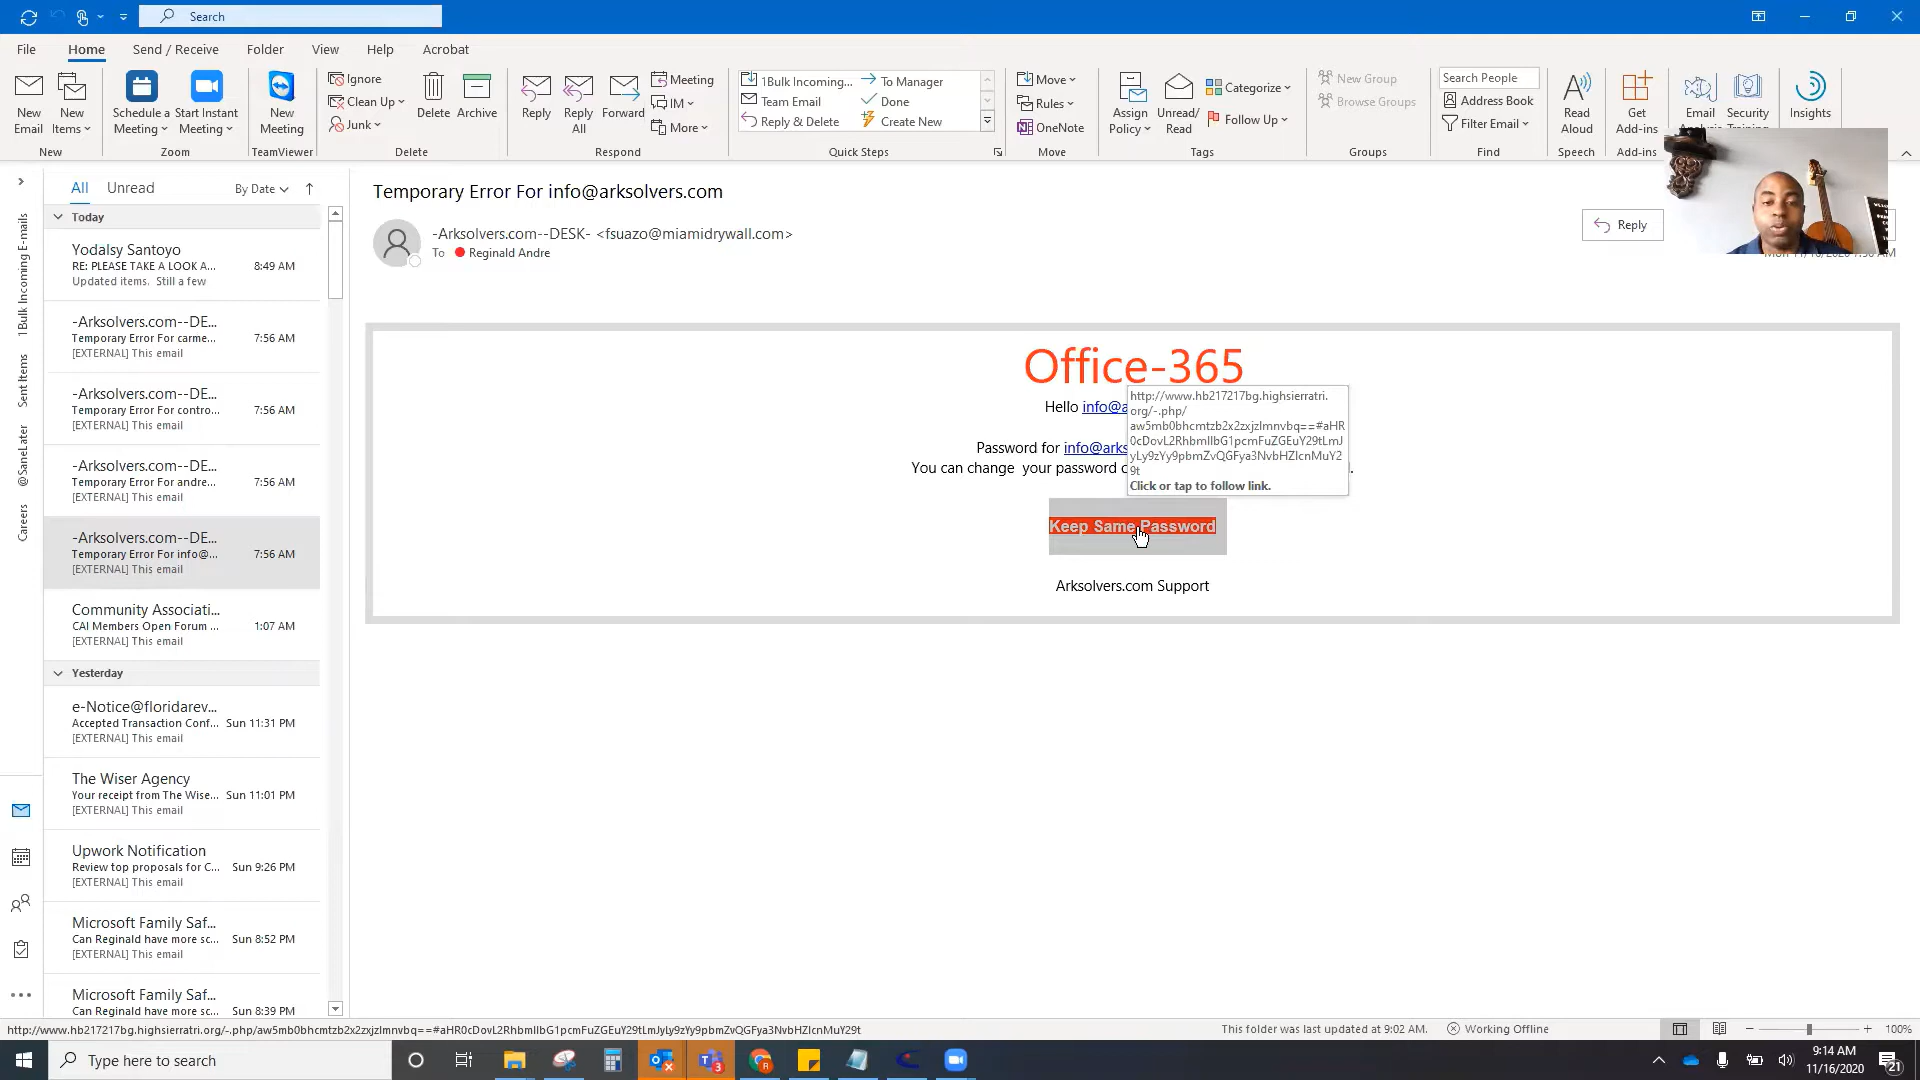 Search
File Home Send / Receive Folder View Help Acrobat
New Email
New Items
New
Schedule a Meeting
Start Instant Meeting
Zoom
New Meeting
TeamViewer
Ignore
Clean Up
Junk
Delete
Archive
Delete
Reply
Reply All
Forward
Meeting
IM
More
Respond
1Bulk Incoming...
Team Email
Reply & Delete
To Manager
Done
Create New
Quick Steps
Move
Rules
OneNote
Move
Assign Policy
Unread/ Read
Categorize
Follow Up
Tags
New Group
Browse Groups
Groups
Search People
Address Book
Filter Email
Find
Read Aloud
Speech
Get Add-ins
Add-ins
Email
Security
Insights
1Bulk Incoming E-mails
Sent Items
@SaneLater
Careers
All Unread By Date
Today
Yodalsy Santoyo
RE: PLEASE TAKE A LOOK A... 8:49 AM
Updated items. Still a few
-Arksolvers.com--DE...
Temporary Error For carme... 7:56 AM
[EXTERNAL] This email
-Arksolvers.com--DE...
Temporary Error For contro... 7:56 AM
[EXTERNAL] This email
-Arksolvers.com--DE...
Temporary Error For andre... 7:56 AM
[EXTERNAL] This email
-Arksolvers.com--DE...
Temporary Error For info@... 7:56 AM
[EXTERNAL] This email
Community Associati...
CAI Members Open Forum ... 1:07 AM
[EXTERNAL] This email
Yesterday
e-Notice@floridarev...
Accepted Transaction Conf... Sun 11:31 PM
[EXTERNAL] This email
The Wiser Agency
Your receipt from The Wise... Sun 11:01 PM
[EXTERNAL] This email
Upwork Notification
Review top proposals for C... Sun 9:26 PM
[EXTERNAL] This email
Microsoft Family Saf...
Can Reginald have more sc... Sun 8:52 PM
[EXTERNAL] This email
Microsoft Family Saf...
Can Reginald have more sc... Sun 8:39 PM
Temporary Error For info@arksolvers.com
-Arksolvers.com--DESK- <fsuazo@miamidrywall.com>
To Reginald Andre
Reply
Office-365
Hello info@a
Password for info@arks
You can change your password
http://www.hb217217bg.highsierratri.
org/-.php/
aw5mb0bhcmtzb2x2zxjzlmnvbq==#aHR
0cDovL2RhbmllbG1pcmFuZGEuY29tLmJ
yLy9zYy9pbmZvQGFya3NvbHZlcnMuY2
9t
Click or tap to follow link.
Keep Same Password
Arksolvers.com Support
http://www.hb217217bg.highsierratri.org/-.php/aw5mb0bhcmtzb2x2zxjzlmnvbq==#aHR0cDovL2RhbmllbG1pcmFuZGEuY29tLmJyLy9zYy9pbmZvQGFya3NvbHZlcnMuY29t
This folder was last updated at 9:02 AM. Working Offline 100%
Type here to search
9:14 AM
11/16/2020
21